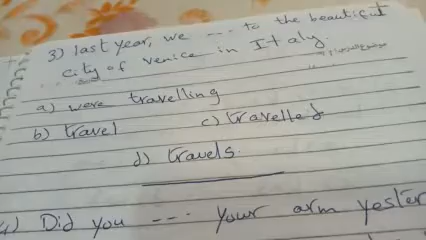 3) last year, we --- to the beautiful
city of venice in Italy.
a) were travelling
b) travel c) travelled
d) travels.
4) Did you --- your arm yester